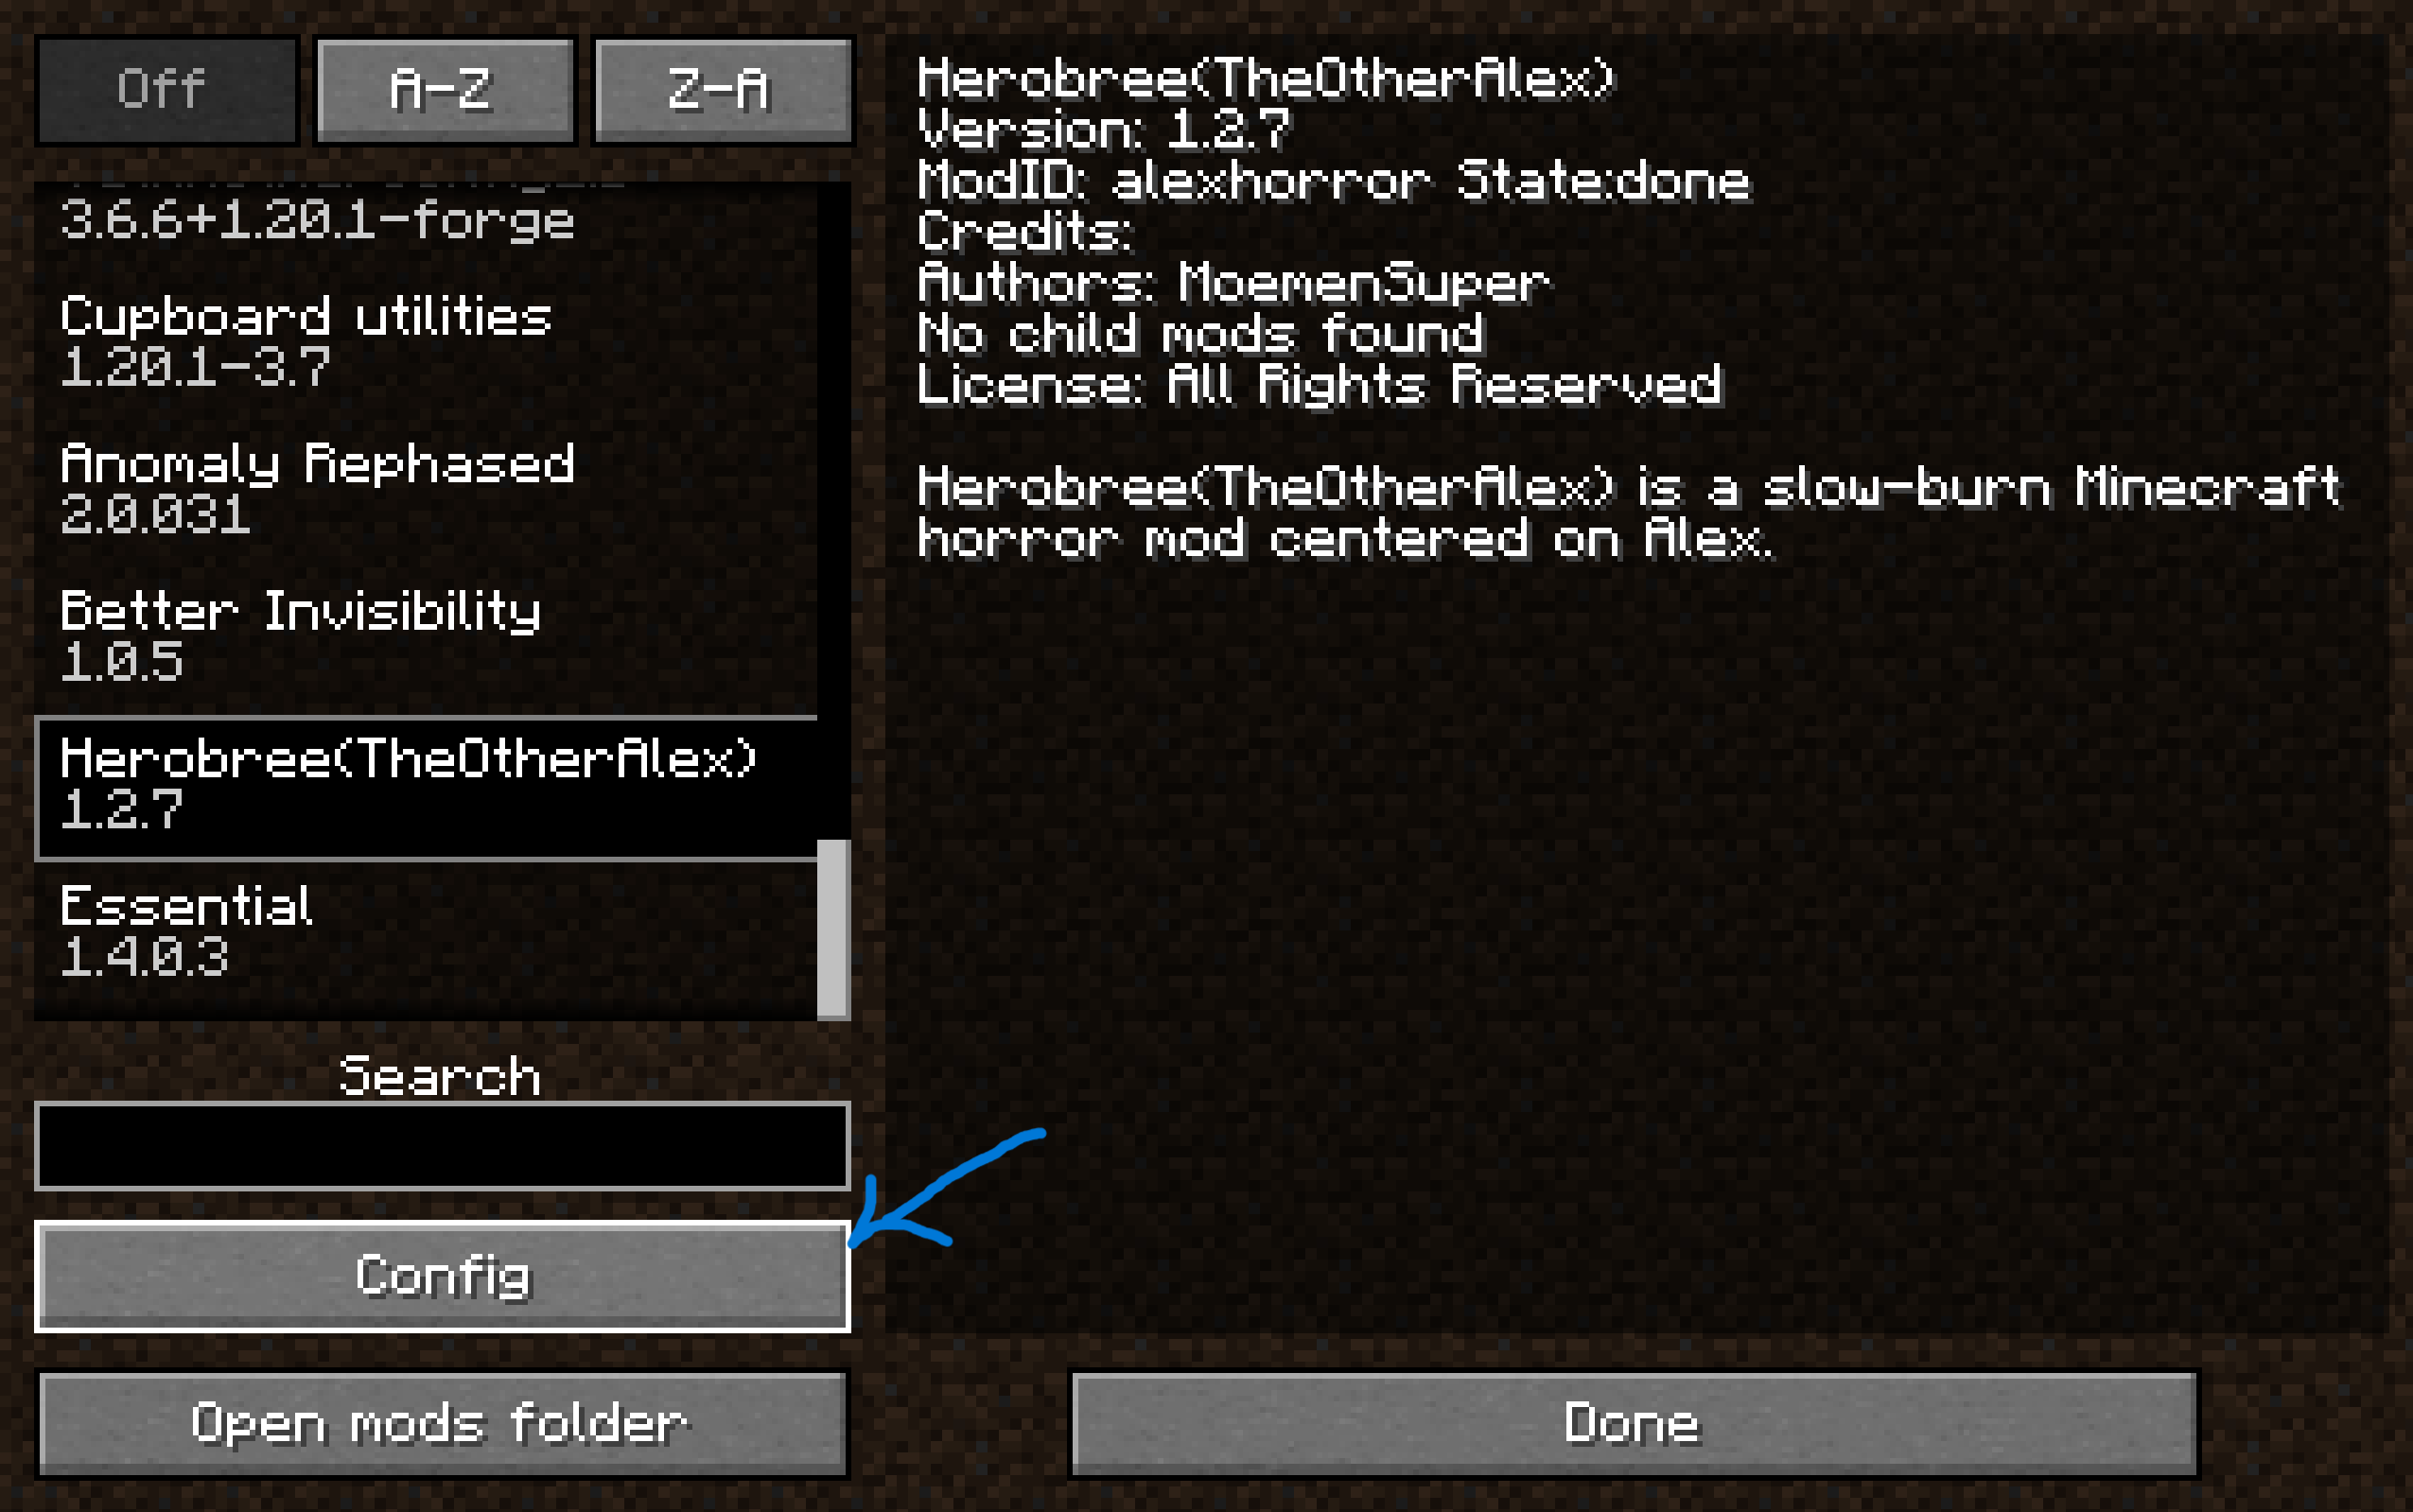 Off
A-Z
Z-A
3.6.6+1.20.1-forge
Cupboard utilities
1.20.1-3.7
Anomaly Rephased
2.0.031
Better Invisibility
1.0.5
Herobree(TheOtherAlex)
1.2.7
Essential
1.4.0.3
Search
Config
Open mods folder
Herobree(TheOtherAlex)
Version: 1.2.7
ModID: alexhorror State:done
Credits:
Authors: MoemenSuper
No child mods found
License: All Rights Reserved
Herobree(TheOtherAlex) is a slow-burn Minecraft
horror mod centered on Alex.
Done